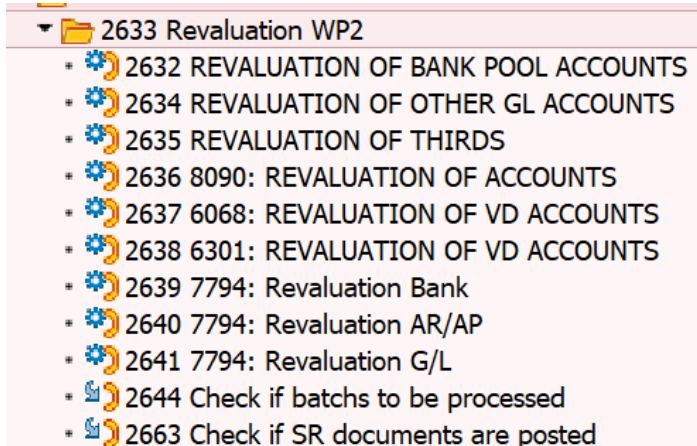 2633 Revaluation WP2
2632 REVALUATION OF BANK POOL ACCOUNTS
2634 REVALUATION OF OTHER GL ACCOUNTS
2635 REVALUATION OF THIRDS
2636 8090: REVALUATION OF ACCOUNTS
2637 6068: REVALUATION OF VD ACCOUNTS
2638 6301: REVALUATION OF VD ACCOUNTS
2639 7794: Revaluation Bank
2640 7794: Revaluation AR/AP
2641 7794: Revaluation G/L
2644 Check if batchs to be processed
2663 Check if SR documents are posted